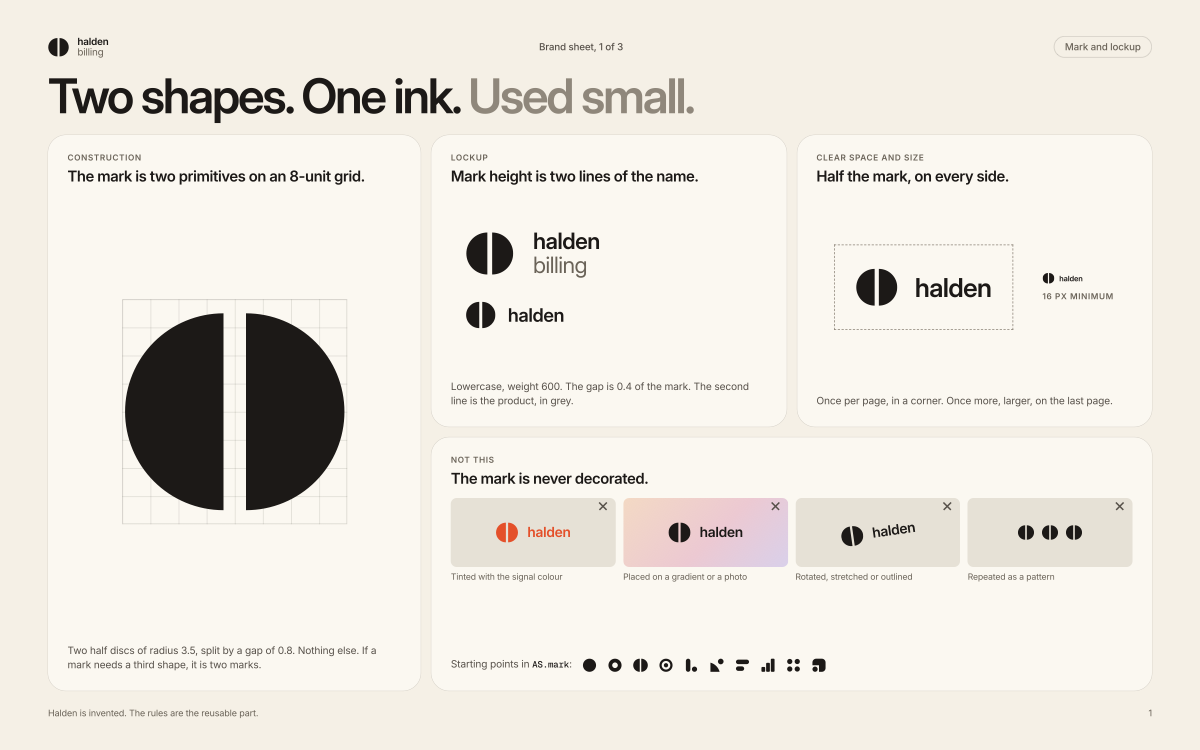 halden
billing
Brand sheet, 1 of 3
Mark and lockup
Two shapes. One ink. Used small.
CONSTRUCTION
The mark is two primitives on an 8-unit grid.
Two half discs of radius 3.5, split by a gap of 0.8. Nothing else. If a
mark needs a third shape, it is two marks.
LOCKUP
Mark height is two lines of the name.
halden
billing
halden
Lowercase, weight 600. The gap is 0.4 of the mark. The second
line is the product, in grey.
CLEAR SPACE AND SIZE
Half the mark, on every side.
halden
halden
16 PX MINIMUM
Once per page, in a corner. Once more, larger, on the last page.
NOT THIS
The mark is never decorated.
halden
Tinted with the signal colour
halden
Placed on a gradient or a photo
halden
Rotated, stretched or outlined
Repeated as a pattern
Starting points in AS.mark:
Halden is invented. The rules are the reusable part.
1